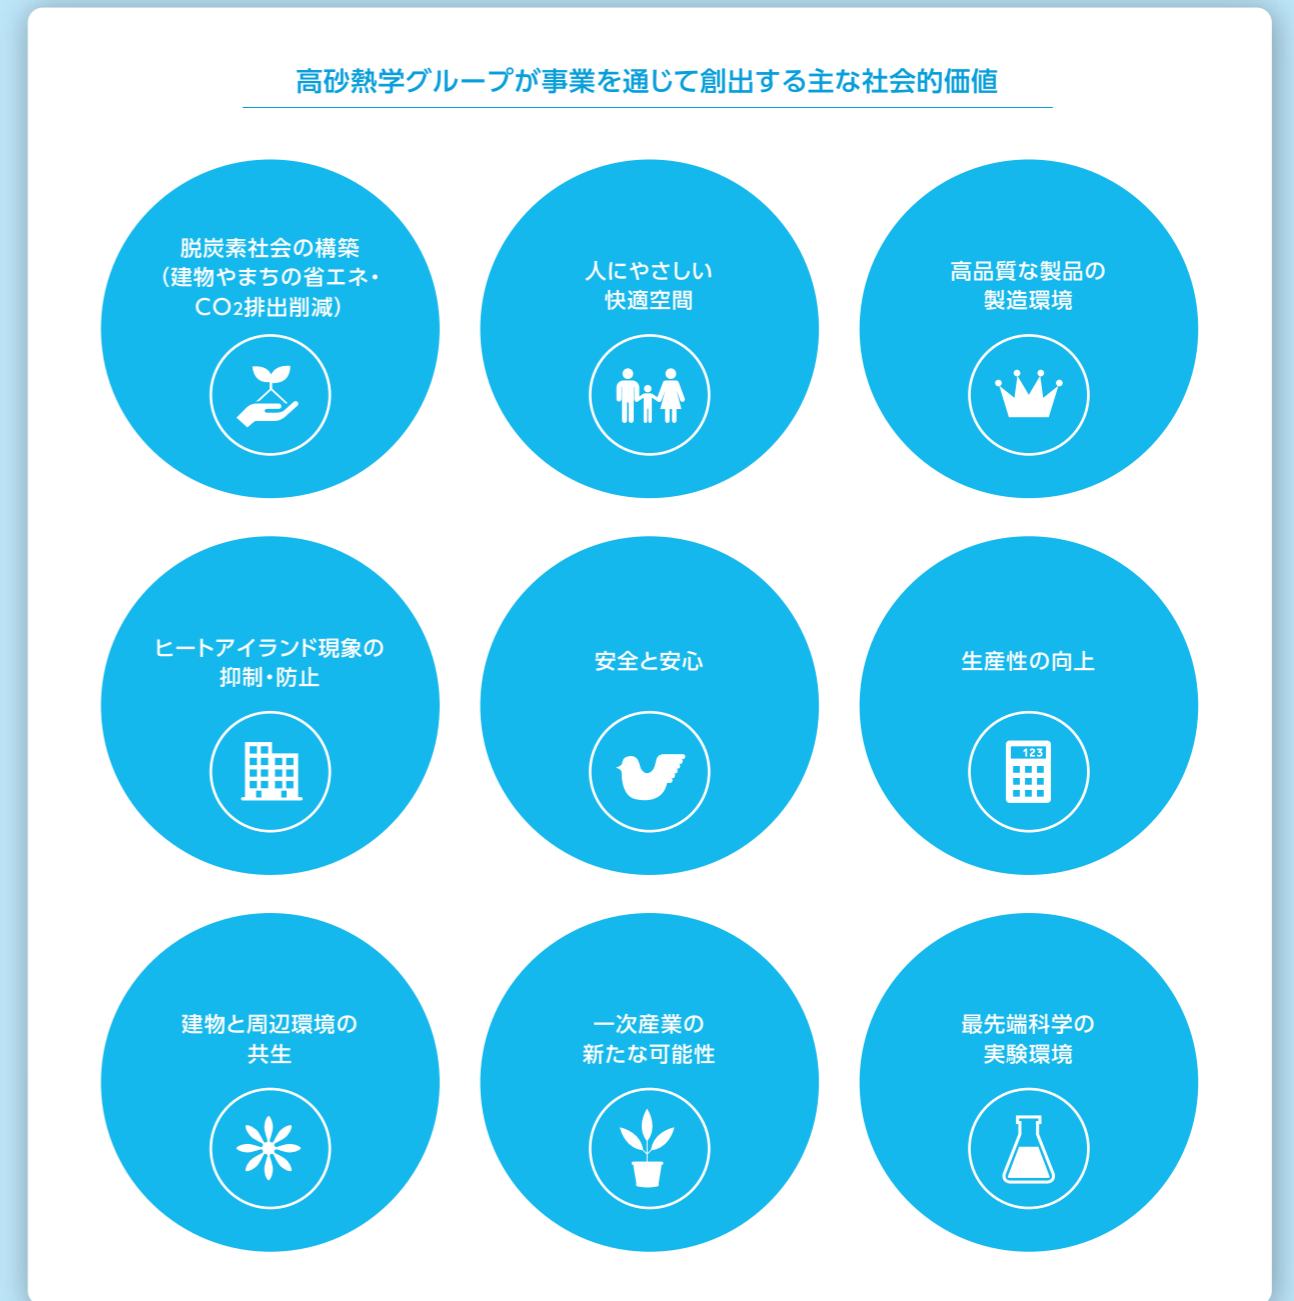 高砂熱学グループが事業を通じて創出する主な社会的価値
脱炭素社会の構築
（建物やまちの省エネ・
CO2排出削減）
人にやさしい
快適空間
高品質な製品の
製造環境
ヒートアイランド現象の
抑制・防止
安全と安心
生産性の向上
123
建物と周辺環境の
共生
一次産業の
新たな可能性
最先端科学の
実験環境